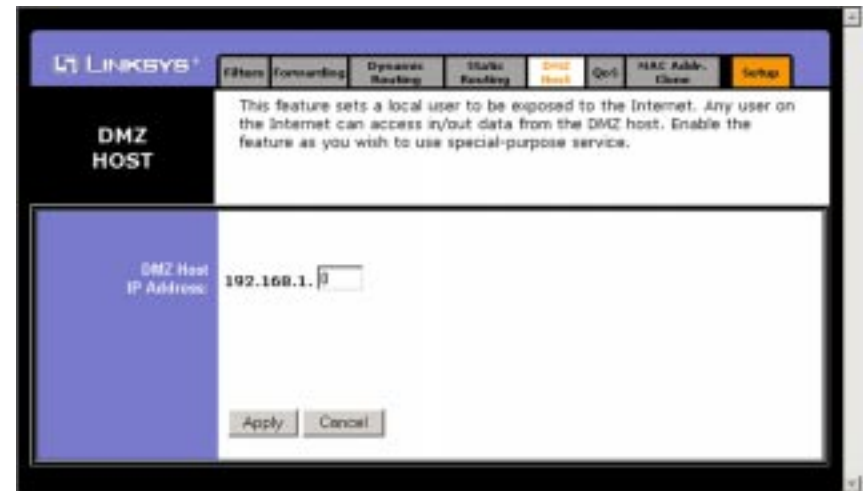 LINKSYS®
Filters
Forwarding
Dynamic
Routing
Static
Routing
DMZ
Host
QoS
MAC Addr.
Clone
Setup
DMZ
HOST
This feature sets a local user to be exposed to the Internet. Any user on
the Internet can access in/out data from the DMZ host. Enable the
feature as you wish to use special-purpose service.
DMZ Host
IP Address:
192.168.1. 0
Apply
Cancel